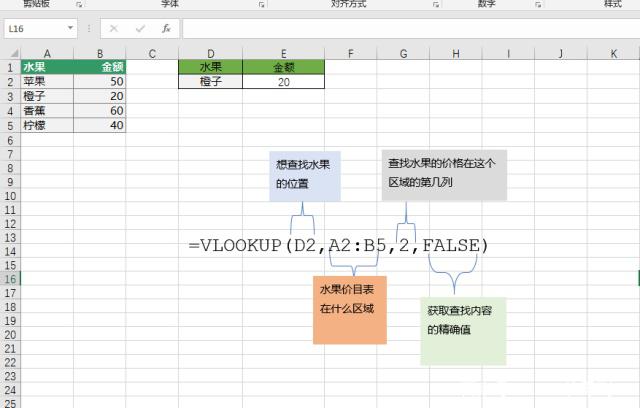 剪贴板 字体 对齐方式 数字 样式
L16 fx
A B C D E F G H I J K
1 水果 金额 水果 金额
2 苹果 50 橙子 20
3 橙子 20
4 香蕉 60
5 柠檬 40
6
7
8 想查找水果 查找水果的价格在这个
9 的位置 区域的第几列
10
11
12
13 =VLOOKUP(D2,A2:B5,2,FALSE)
14
15
16
17 水果价目表
18 在什么区域 获取查找内容
19 的精确值
20
21
22
23
24
25